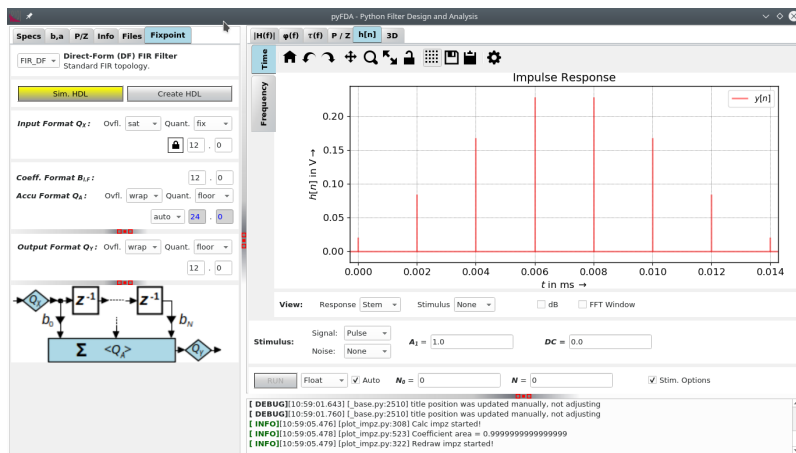 pyFDA - Python Filter Design and Analysis
Specs b,a P/Z Info Files Fixpoint
FIR_DF Direct-Form (DF) FIR Filter
Standard FIR topology.
Sim. HDL Create HDL
Input Format QX: Ovfl. sat Quant. fix
12 . 0
Coeff. Format BI,F: 12 . 0
Accu Format QA: Ovfl. wrap Quant. floor
auto 24 . 0
Output Format QY: Ovfl. wrap Quant. floor
12 . 0
QX z-1 z-1
b0 bN
Σ <QA> QY
|H(f)| φ(f) τ(f) P / Z h[n] 3D
Time
Frequency
Impulse Response
y[n]
h[n] in V →
0.20
0.15
0.10
0.05
0.00
0.000 0.002 0.004 0.006 0.008 0.010 0.012 0.014
t in ms →
View: Response Stem Stimulus None dB FFT Window
Stimulus: Signal: Pulse A1 = 1.0 DC = 0.0
Noise: None
RUN Float Auto N0 = 0 N = 0 Stim. Options
[ DEBUG][10:59:01.643] [_base.py:2510] title position was updated manually, not adjusting
[ DEBUG][10:59:01.760] [_base.py:2510] title position was updated manually, not adjusting
[ INFO][10:59:05.476] [plot_impz.py:308] Calc impz started!
[ INFO][10:59:05.478] [plot_impz.py:523] Coefficient area = 0.9999999999999999
[ INFO][10:59:05.479] [plot_impz.py:322] Redraw impz started!